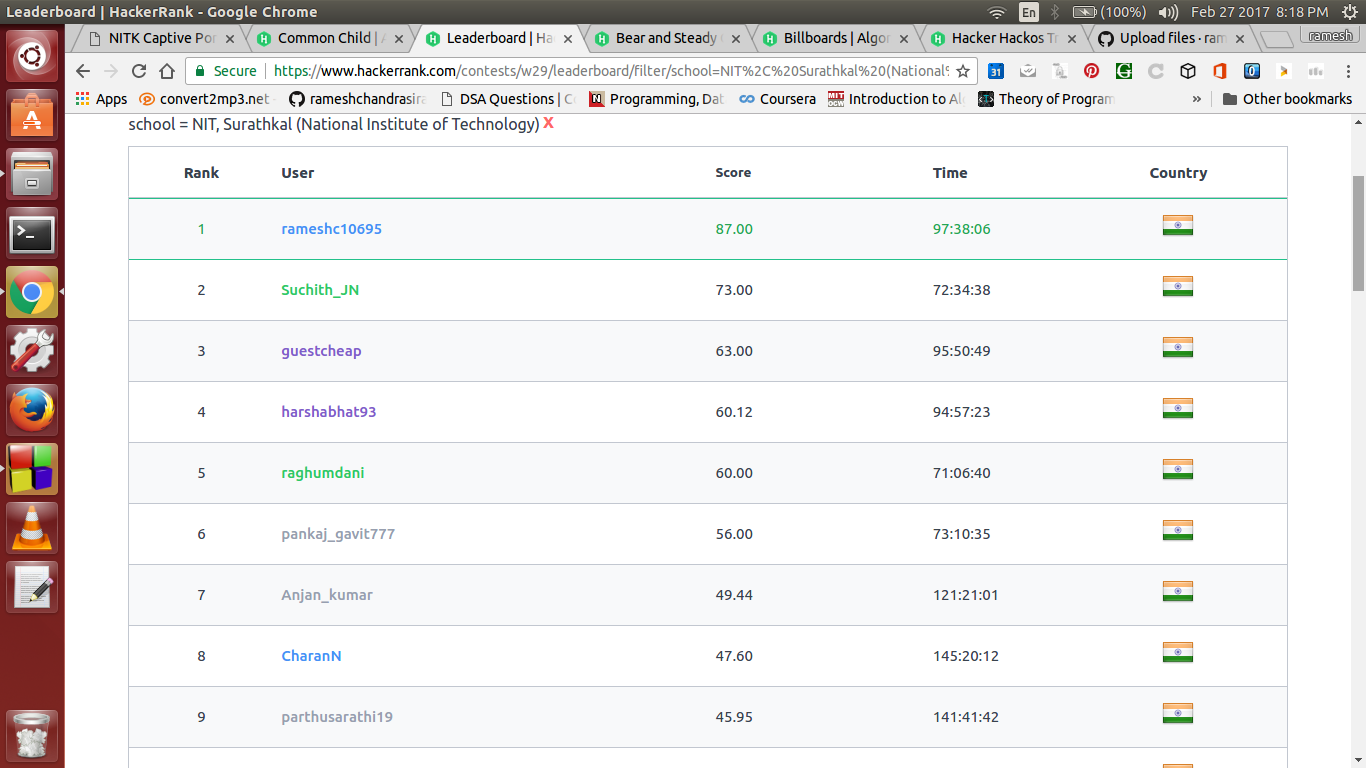 Leaderboard | HackerRank - Google Chrome
En (100%) Feb 27 2017 8:18 PM
NITK Captive Por Common Child | A Leaderboard | Ha Bear and Steady Billboards | Algor Hacker Hackos Tr Upload files · ram ramesh
Secure https://www.hackerrank.com/contests/w29/leaderboard/filter/school=NIT%2C%20Surathkal%20(National% 31
Apps convert2mp3.net rameshchandrasira DSA Questions | C Programming, Dat Coursera Introduction to Al Theory of Program » Other bookmarks
school = NIT, Surathkal (National Institute of Technology) X
Rank User Score Time Country
1 rameshc10695 87.00 97:38:06
2 Suchith_JN 73.00 72:34:38
3 guestcheap 63.00 95:50:49
4 harshabhat93 60.12 94:57:23
5 raghumdani 60.00 71:06:40
6 pankaj_gavit777 56.00 73:10:35
7 Anjan_kumar 49.44 121:21:01
8 CharanN 47.60 145:20:12
9 parthusarathi19 45.95 141:41:42